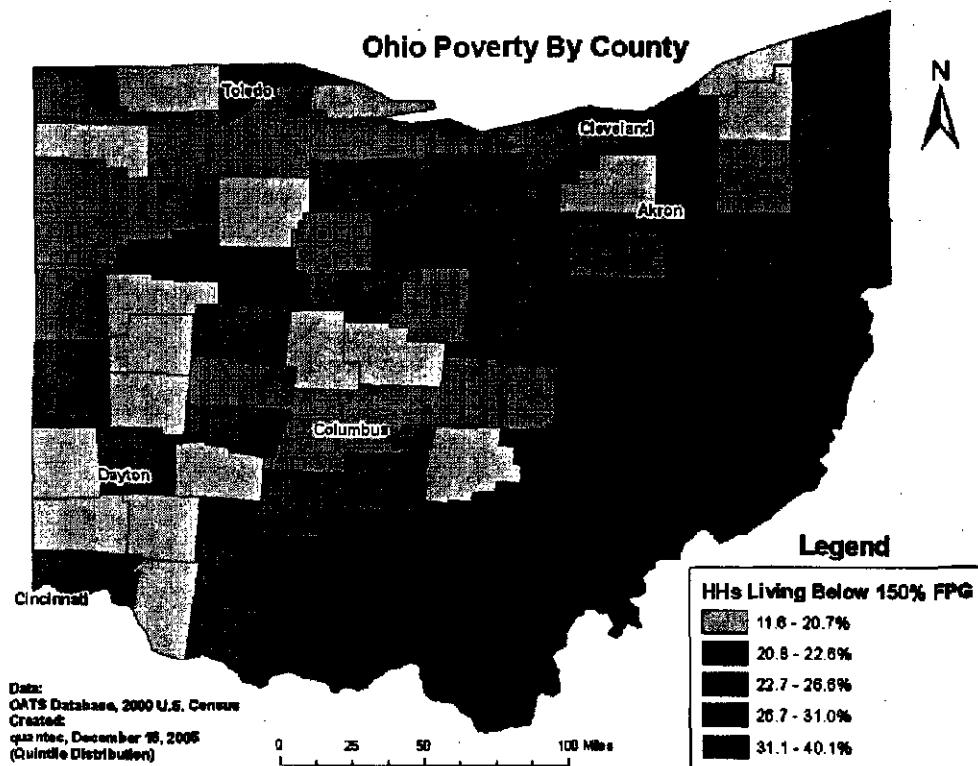 Ohio Poverty By County
N
Toledo
Cleveland
Akron
Columbus
Dayton
Cincinnati
Legend
HHs Living Below 150% FPG
11.6 - 20.7%
20.8 - 22.6%
22.7 - 26.6%
26.7 - 31.0%
31.1 - 40.1%
Data:
OATS Database, 2000 U.S. Census
Created:
quantec, December 16, 2005
(Quintile Distribution)
0 25 50 100 Miles